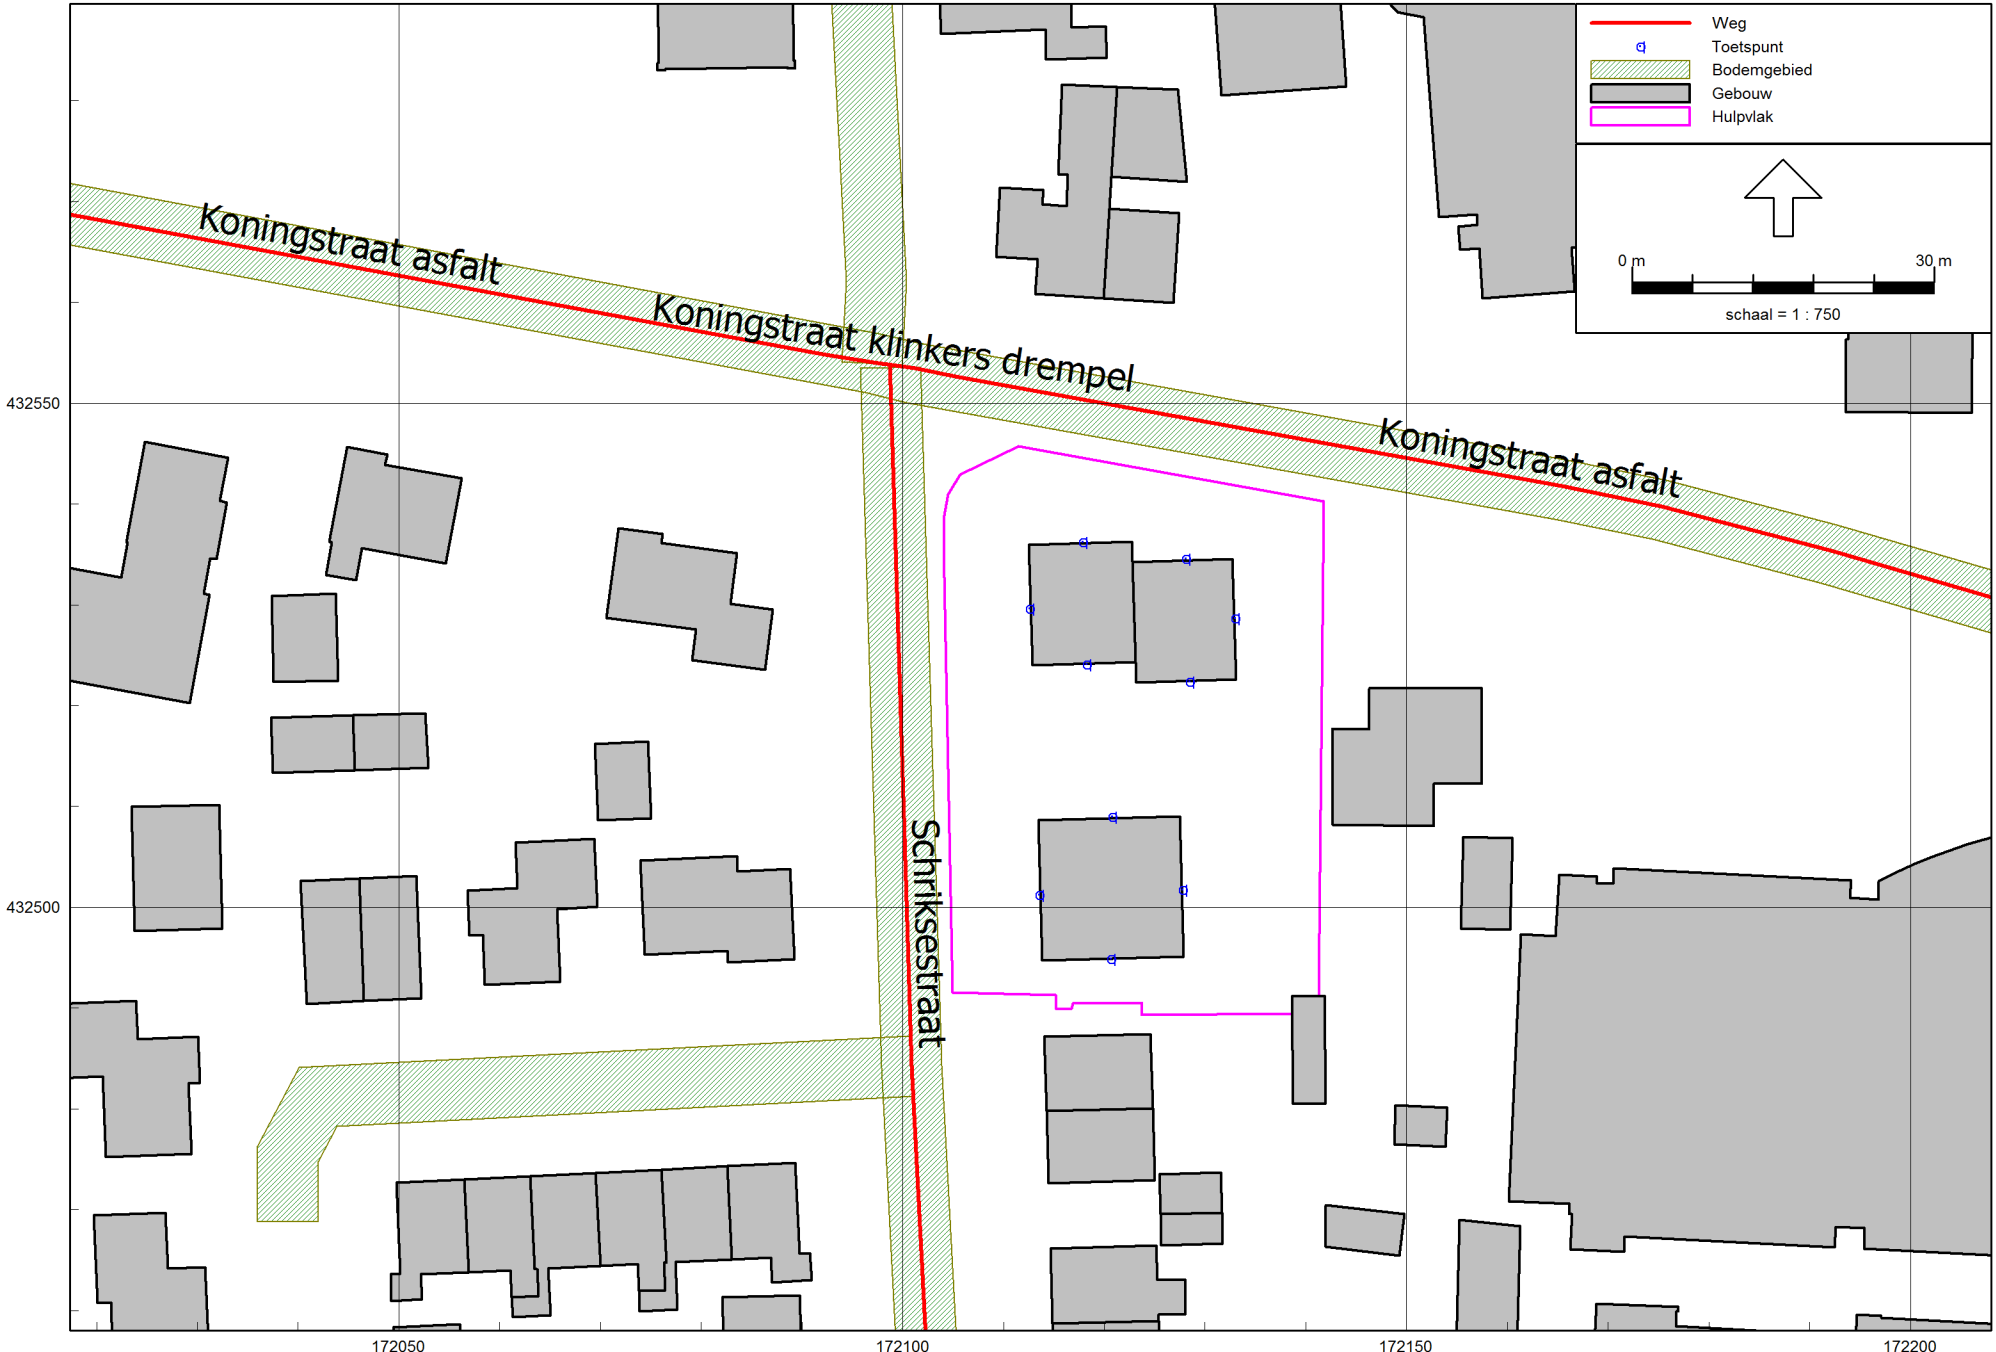 Weg
Toetspunt
Bodemgebied
Gebouw
Hulpvlak
0 m
30 m
schaal = 1 : 750
Koningstraat asfalt
Koningstraat klinkers drempel
Koningstraat asfalt
Schriksestraat
432550
432500
172050
172100
172150
172200